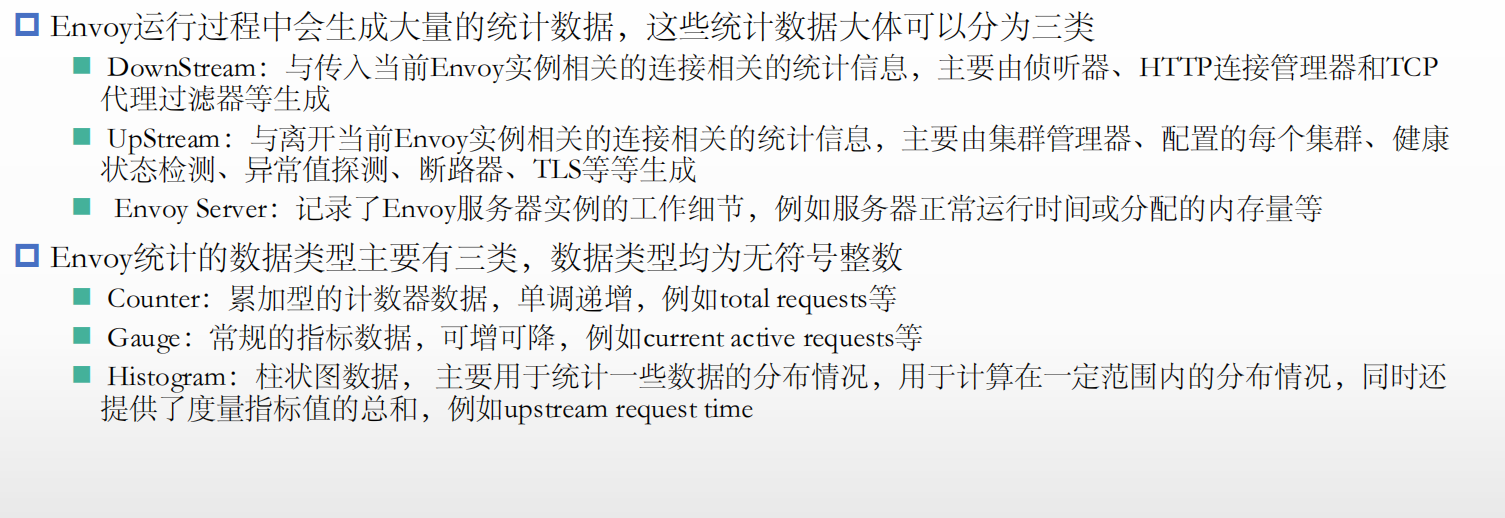 Envoy运行过程中会生成大量的统计数据，这些统计数据大体可以分为三类
DownStream：与传入当前Envoy实例相关的连接相关的统计信息，主要由侦听器、HTTP连接管理器和TCP
代理过滤器等生成
UpStream：与离开当前Envoy实例相关的连接相关的统计信息，主要由集群管理器、配置的每个集群、健康
状态检测、异常值探测、断路器、TLS等等生成
Envoy Server：记录了Envoy服务器实例的工作细节，例如服务器正常运行时间或分配的内存量等
Envoy统计的数据类型主要有三类，数据类型均为无符号整数
Counter：累加型的计数器数据，单调递增，例如total requests等
Gauge：常规的指标数据，可增可降，例如current active requests等
Histogram：柱状图数据， 主要用于统计一些数据的分布情况，用于计算在一定范围内的分布情况，同时还
提供了度量指标值的总和，例如upstream request time